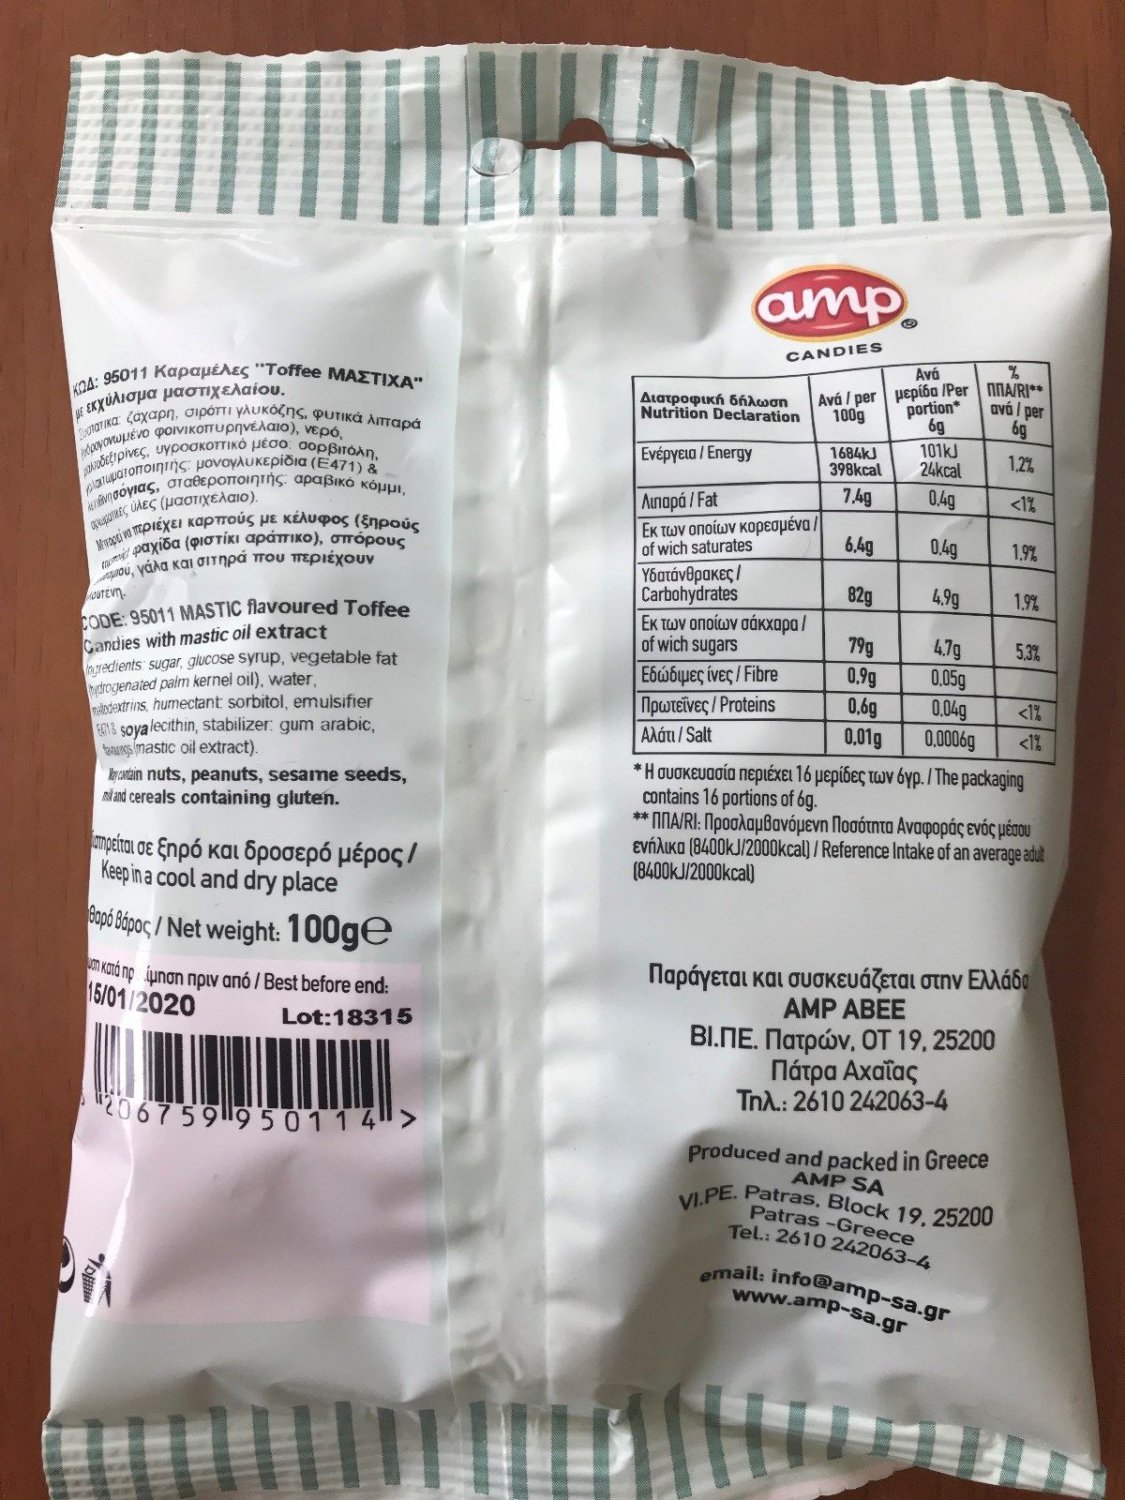 ΚΩΔ: 95011 Καραμέλες "Toffee ΜΑΣΤΙΧΑ"
με εκχύλισμα μαστιχελαίου.
ζάχαρη, σιρόπι γλυκόζης, φυτικά λιπαρά
φοινικοπυρηνέλαιο), νερό,
υγροσκοπικό μέσο: σορβιτόλη,
μονογλυκερίδια (E471) &
σόγιας, σταθεροποιητής: αραβικό κόμμι,
ύλες (μαστιχέλαιο).
περιέχει καρπούς με κέλυφος (ξηρούς
(φιστίκι αράπικο), σπόρους
γάλα και σιτηρά που περιέχουν
CODE: 95011 MASTIC flavoured Toffee
Candies with mastic oil extract
Ingredients: sugar, glucose syrup, vegetable fat
palm kernel oil), water,
humectant: sorbitol, emulsifier
soya lecithin, stabilizer: gum arabic,
(mastic oil extract).
nuts, peanuts, sesame seeds,
and cereals containing gluten.
σε ξηρό και δροσερό μέρος /
Keep in a cool and dry place
βάρος / Net weight: 100g℮
κατά πριν από / Best before end:
15/01/2020
Lot:18315
206759 950114 >
amp®
CANDIES
Διατροφική δήλωση Ανά / per Ανά %
Nutrition Declaration 100g μερίδα /Per ΠΠΑ/RI**
portion* ανά / per
6g 6g
Ενέργεια / Energy 1684kJ 101kJ 1,2%
398kcal 24kcal
Λιπαρά / Fat 7,4g 0,4g <1%
Εκ των οποίων κορεσμένα /
of wich saturates 6,4g 0,4g 1,9%
Υδατάνθρακες /
Carbohydrates 82g 4,9g 1,9%
Εκ των οποίων σάκχαρα /
of wich sugars 79g 4,7g 5,3%
Εδώδιμες ίνες / Fibre 0,9g 0,05g
Πρωτεΐνες / Proteins 0,6g 0,04g <1%
Αλάτι / Salt 0,01g 0,0006g <1%
* Η συσκευασία περιέχει 16 μερίδες των 6γρ. / The packaging
contains 16 portions of 6g.
** ΠΠΑ/RI: Προσλαμβανόμενη Ποσότητα Αναφοράς ενός μέσου
ενήλικα (8400kJ/2000kcal) / Reference Intake of an average adult
(8400kJ/2000kcal)
Παράγεται και συσκευάζεται στην Ελλάδα
AMP ΑΒΕΕ
ΒΙ.ΠΕ. Πατρών, ΟΤ 19, 25200
Πάτρα Αχαΐας
Τηλ.: 2610 242063-4
Produced and packed in Greece
AMP SA
VI.PE. Patras, Block 19, 25200
Patras -Greece
Tel.: 2610 242063-4
email: info@amp-sa.gr
www.amp-sa.gr